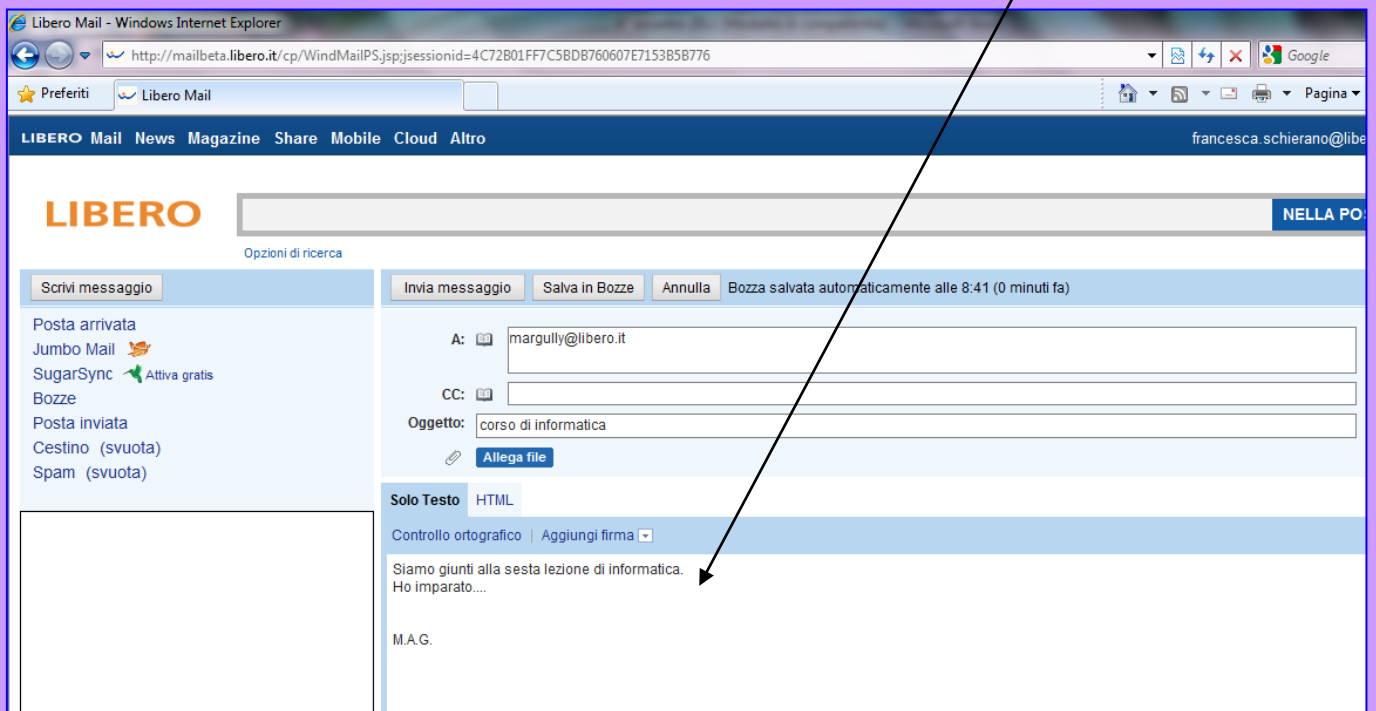 Libero Mail - Windows Internet Explorer
http://mailbeta.libero.it/cp/WindMailPS.jsp;jsessionid=4C72B01FF7C5BDB760607E7153B5B776
Google
Preferiti
Libero Mail
Pagina
LIBERO Mail News Magazine Share Mobile Cloud Altro
francesca.schierano@libe
LIBERO
NELLA PO
Opzioni di ricerca
Scrivi messaggio
Invia messaggio Salva in Bozze Annulla Bozza salvata automaticamente alle 8:41 (0 minuti fa)
Posta arrivata
Jumbo Mail
SugarSync Attiva gratis
Bozze
Posta inviata
Cestino (svuota)
Spam (svuota)
A: margully@libero.it
CC:
Oggetto: corso di informatica
Allega file
Solo Testo HTML
Controllo ortografico | Aggiungi firma
Siamo giunti alla sesta lezione di informatica.
Ho imparato....
M.A.G.